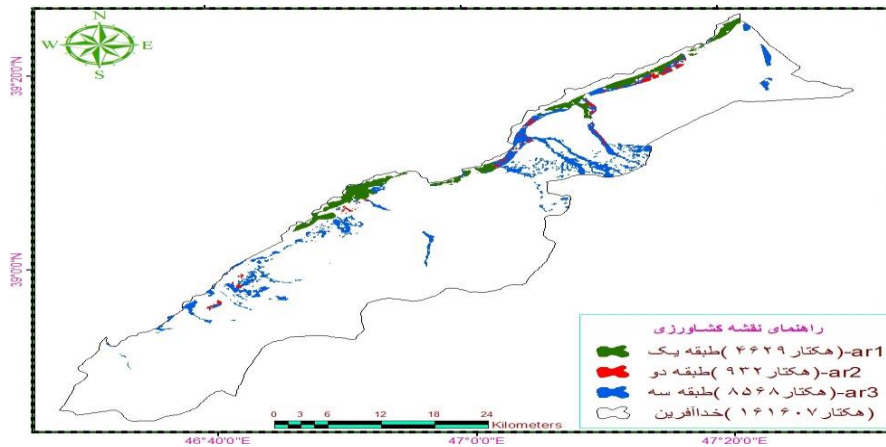 N
W E
S
39°20'0"N
39°0'0"N
راهنمای نقشه کشاورزی
ar1-(هکتار ۴۶۲۹)طبقه یک
ar2-(هکتار ۹۳۲)طبقه دو
ar3-(هکتار ۸۵۶۸)طبقه سه
(هکتار ۱۶۱۶۰۷)خداآفرین
0 3 6 12 18 24
Kilometers
46°40'0"E 47°0'0"E 47°20'0"E